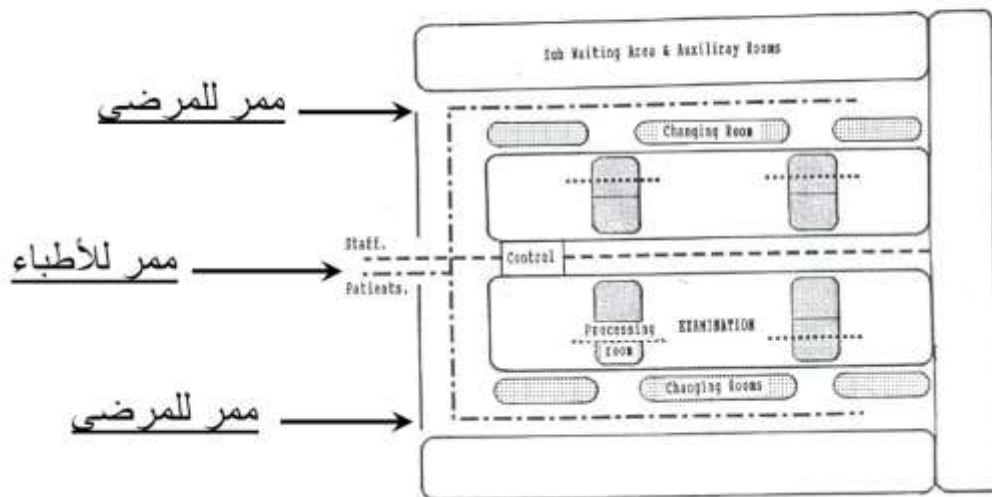 Sub Waiting Area & Auxiliray Rooms
ممر للمرضى
Changing Room
ممر للأطباء
Staff.
Control
Patients.
Processing
room
EXAMINATION
Changing Rooms
ممر للمرضى